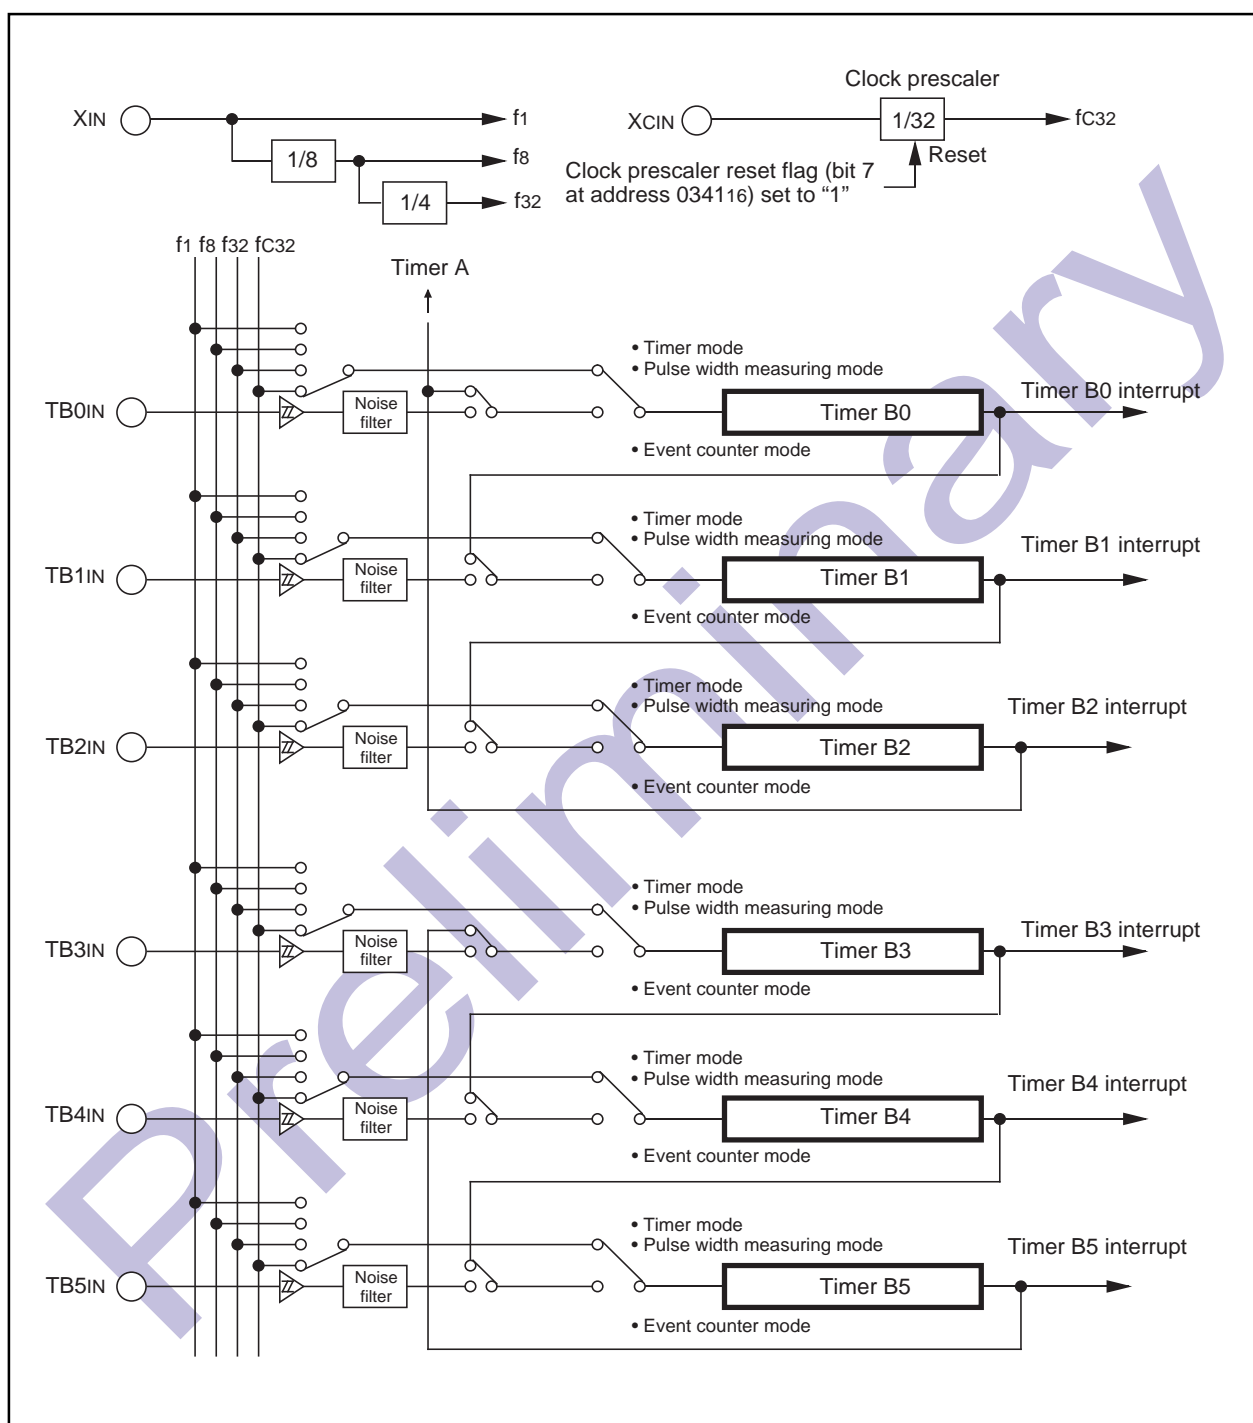 Clock prescaler
XIN
f1
XCIN
1/32
fC32
1/8
f8
Reset
Clock prescaler reset flag (bit 7
at address 034116) set to “1”
1/4
f32
f1 f8 f32 fC32
Timer A
• Timer mode
• Pulse width measuring mode
TB0IN
Noise
filter
Timer B0
Timer B0 interrupt
• Event counter mode
• Timer mode
• Pulse width measuring mode
TB1IN
Noise
filter
Timer B1
Timer B1 interrupt
• Event counter mode
• Timer mode
• Pulse width measuring mode
TB2IN
Noise
filter
Timer B2
Timer B2 interrupt
• Event counter mode
• Timer mode
• Pulse width measuring mode
TB3IN
Noise
filter
Timer B3
Timer B3 interrupt
• Event counter mode
• Timer mode
• Pulse width measuring mode
TB4IN
Noise
filter
Timer B4
Timer B4 interrupt
• Event counter mode
• Timer mode
• Pulse width measuring mode
TB5IN
Noise
filter
Timer B5
Timer B5 interrupt
• Event counter mode
Preliminary